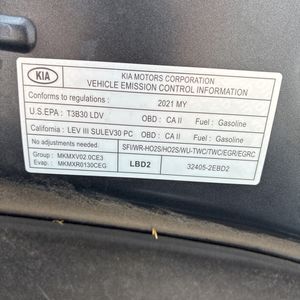 KIA
KIA MOTORS CORPORATION
VEHICLE EMISSION CONTROL INFORMATION
Conforms to regulations : 2021 MY
U.S.EPA : T3B30 LDV OBD : CA II Fuel : Gasoline
California : LEV III SULEV30 PC OBD : CA II Fuel : Gasoline
No adjustments needed. SFI/WR-HO2S/HO2S/WU-TWC/TWC/EGR/EGRC
Group : MKMXV02.0CE3
Evap. : MKMXR0130CEG LBD2 32405-2EBD2